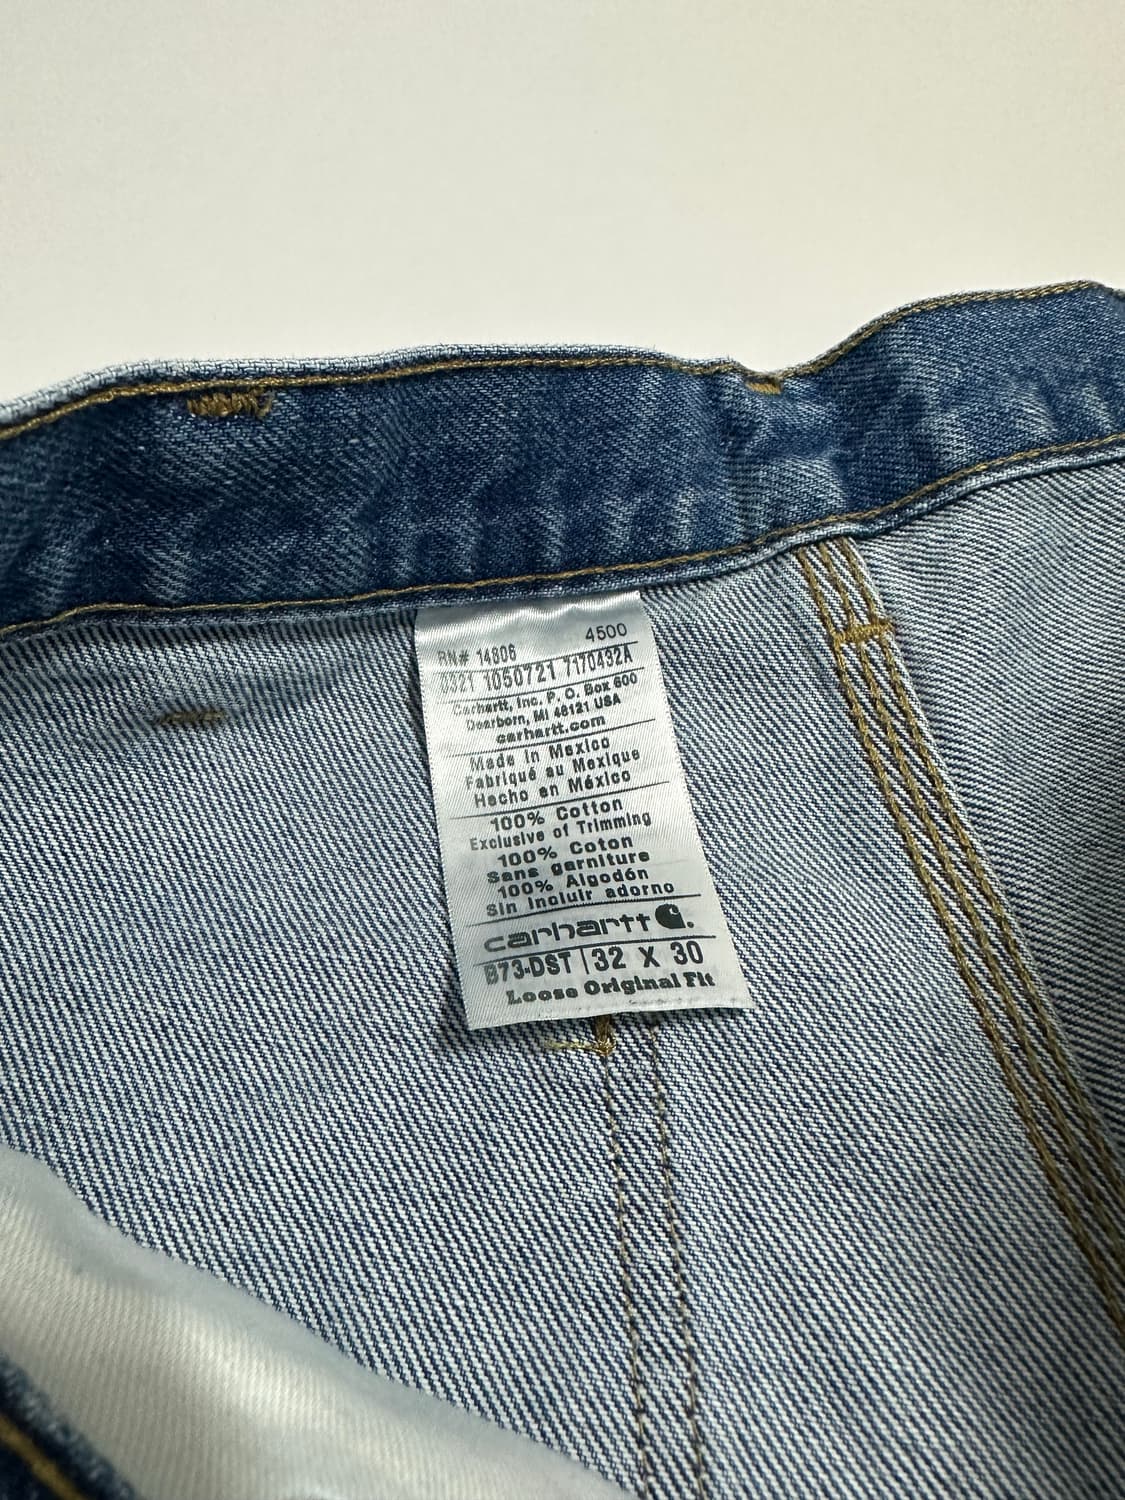 4500
RN# 14806
0321 1050721 7170432A
Carhartt, Inc. P.O. Box 600
Dearborn, MI 48121 USA
carhartt.com
Made in Mexico
Fabriqué au Mexique
Hecho en México
100% Cotton
Exclusive of Trimming
100% Coton
Sans garniture
100% Algodón
Sin incluir adorno
carhartt
B73-DST | 32 X 30
Loose Original Fit